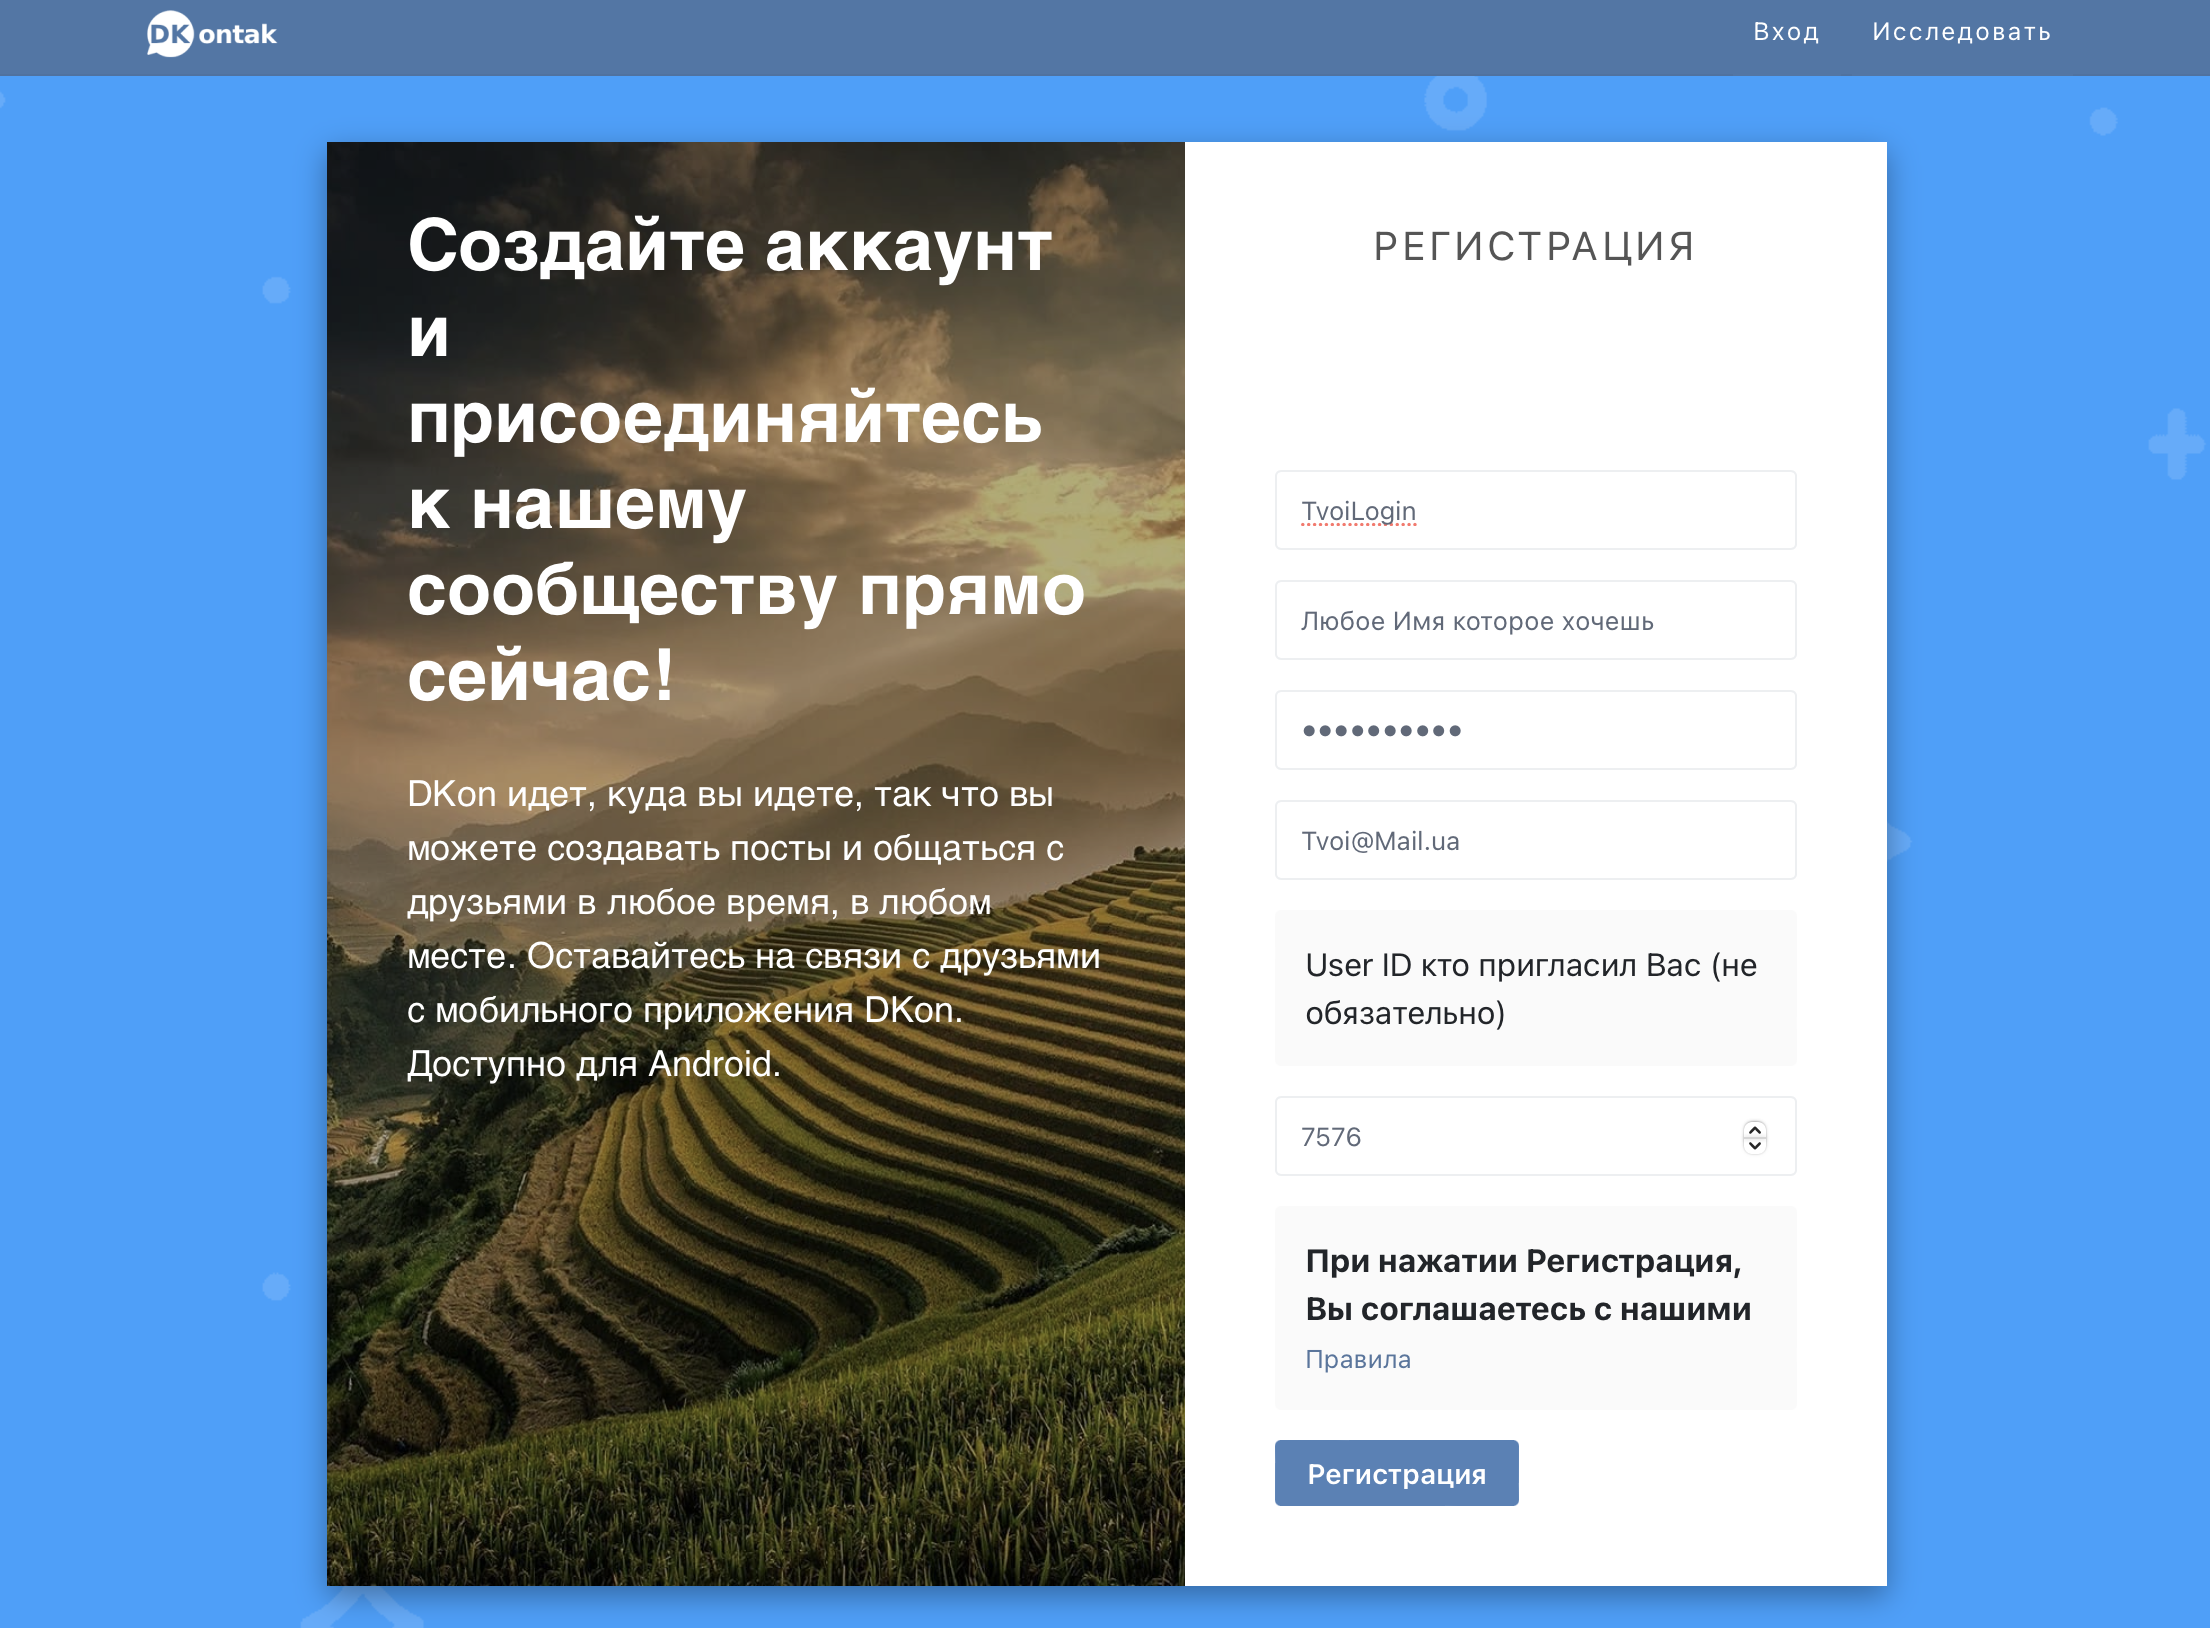 DKontak
Вход
Исследовать
Создайте аккаунт
и
присоединяйтесь
к нашему
сообществу прямо
сейчас!
DKon идет, куда вы идете, так что вы
можете создавать посты и общаться с
друзьями в любое время, в любом
месте. Оставайтесь на связи с друзьями
с мобильного приложения DKon.
Доступно для Android.
РЕГИСТРАЦИЯ
TvoiLogin
Любое Имя которое хочешь
••••••••••
Tvoi@Mail.ua
User ID кто пригласил Вас (не
обязательно)
7576
При нажатии Регистрация,
Вы соглашаетесь с нашими
Правила
Регистрация